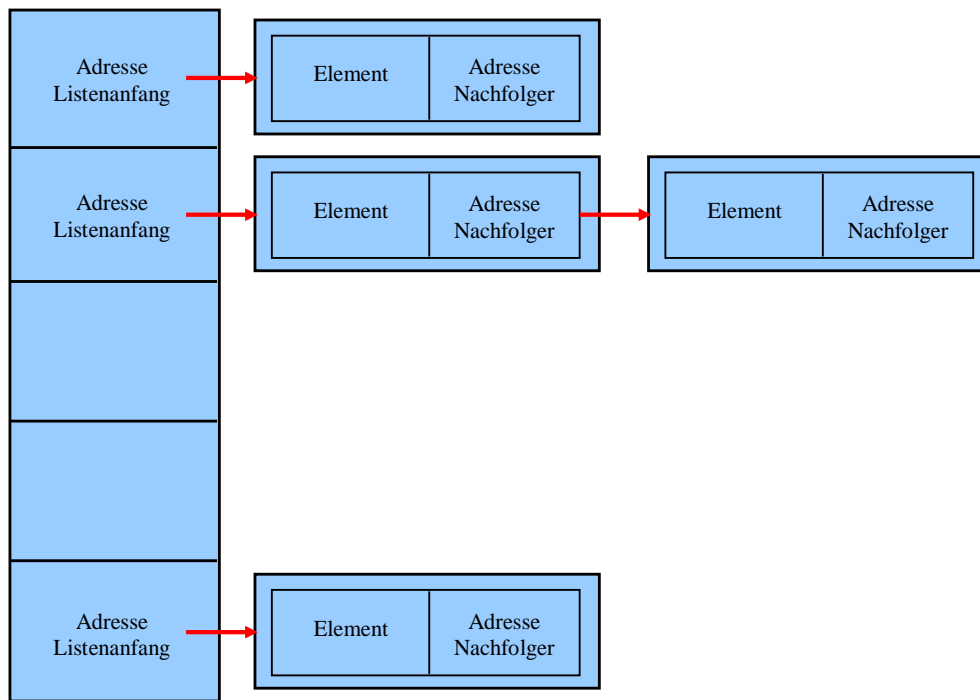 Adresse
Listenanfang
Element
Adresse
Nachfolger
Adresse
Listenanfang
Element
Adresse
Nachfolger
Element
Adresse
Nachfolger
Adresse
Listenanfang
Element
Adresse
Nachfolger